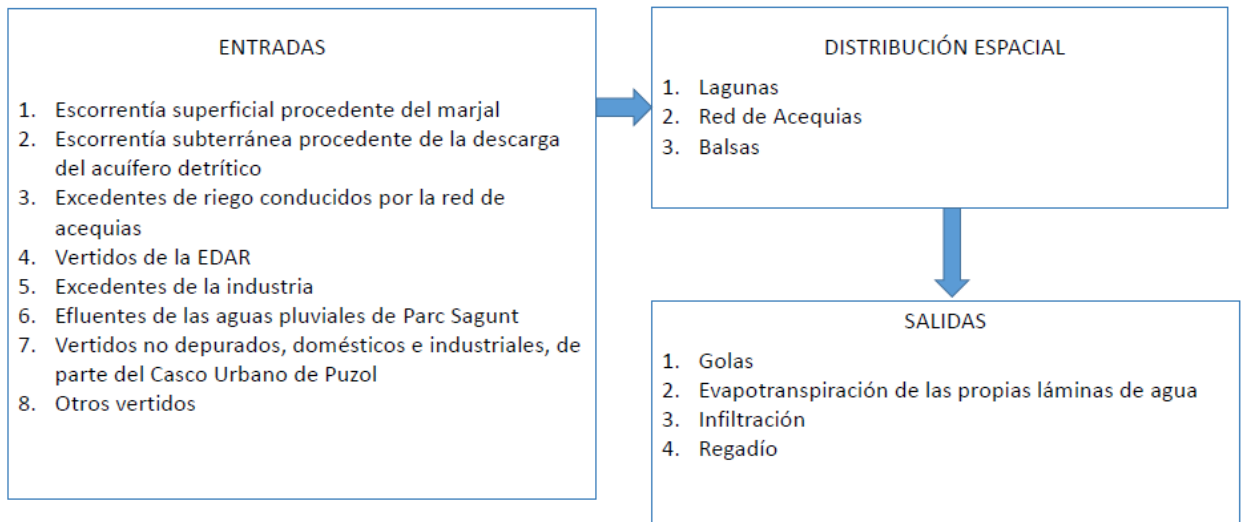 ENTRADAS
1. Escorrentía superficial procedente del marjal
2. Escorrentía subterránea procedente de la descarga
del acuífero detrítico
3. Excedentes de riego conducidos por la red de
acequias
4. Vertidos de la EDAR
5. Excedentes de la industria
6. Efluentes de las aguas pluviales de Parc Sagunt
7. Vertidos no depurados, domésticos e industriales, de
parte del Casco Urbano de Puzol
8. Otros vertidos
DISTRIBUCIÓN ESPACIAL
1. Lagunas
2. Red de Acequias
3. Balsas
SALIDAS
1. Golas
2. Evapotranspiración de las propias láminas de agua
3. Infiltración
4. Regadío